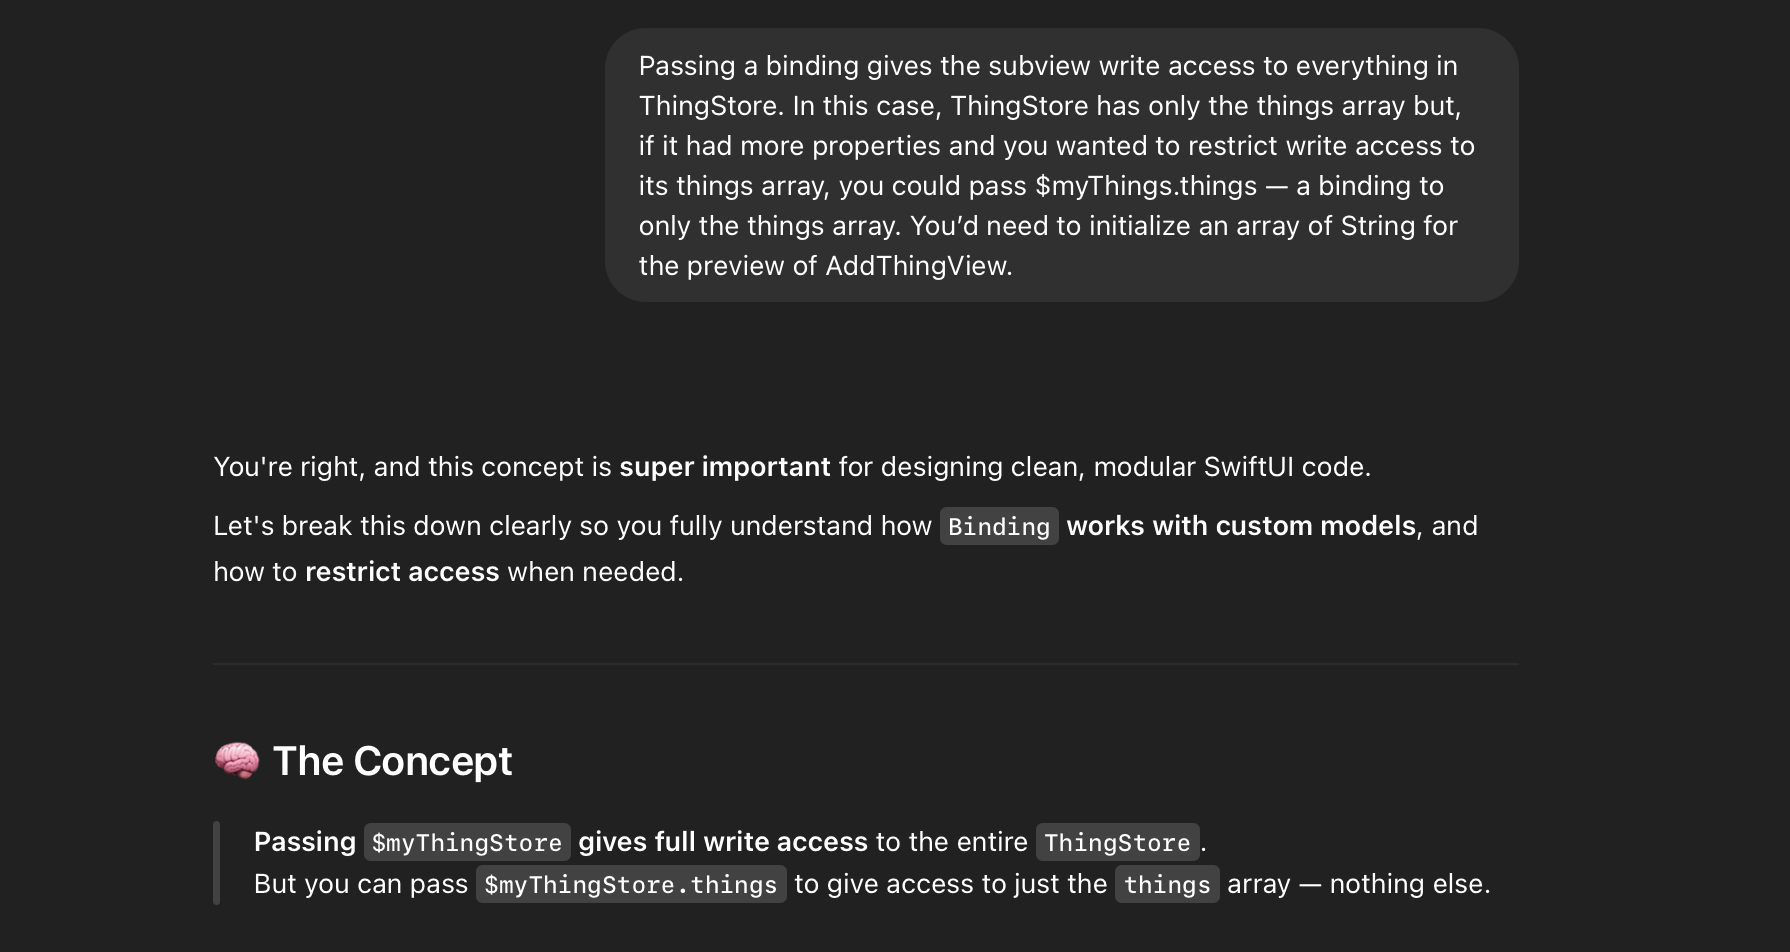 Passing a binding gives the subview write access to everything in
ThingStore. In this case, ThingStore has only the things array but,
if it had more properties and you wanted to restrict write access to
its things array, you could pass $myThings.things — a binding to
only the things array. You’d need to initialize an array of String for
the preview of AddThingView.
You're right, and this concept is super important for designing clean, modular SwiftUI code.
Let's break this down clearly so you fully understand how Binding works with custom models, and
how to restrict access when needed.
🧠 The Concept
Passing $myThingStore gives full write access to the entire ThingStore.
But you can pass $myThingStore.things to give access to just the things array — nothing else.